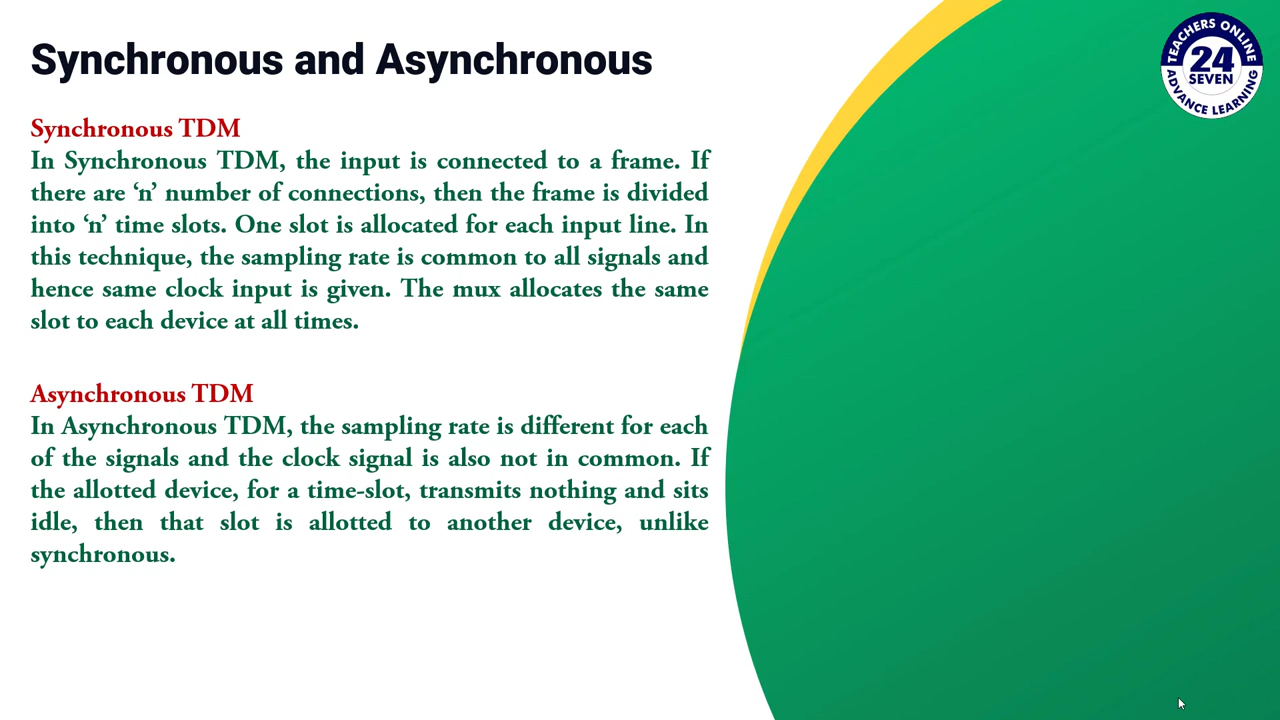 Synchronous and Asynchronous
TEACHERS ONLINE
24
SEVEN
ADVANCE LEARNING
Synchronous TDM
In Synchronous TDM, the input is connected to a frame. If
there are ‘n’ number of connections, then the frame is divided
into ‘n’ time slots. One slot is allocated for each input line. In
this technique, the sampling rate is common to all signals and
hence same clock input is given. The mux allocates the same
slot to each device at all times.
Asynchronous TDM
In Asynchronous TDM, the sampling rate is different for each
of the signals and the clock signal is also not in common. If
the allotted device, for a time-slot, transmits nothing and sits
idle, then that slot is allotted to another device, unlike
synchronous.